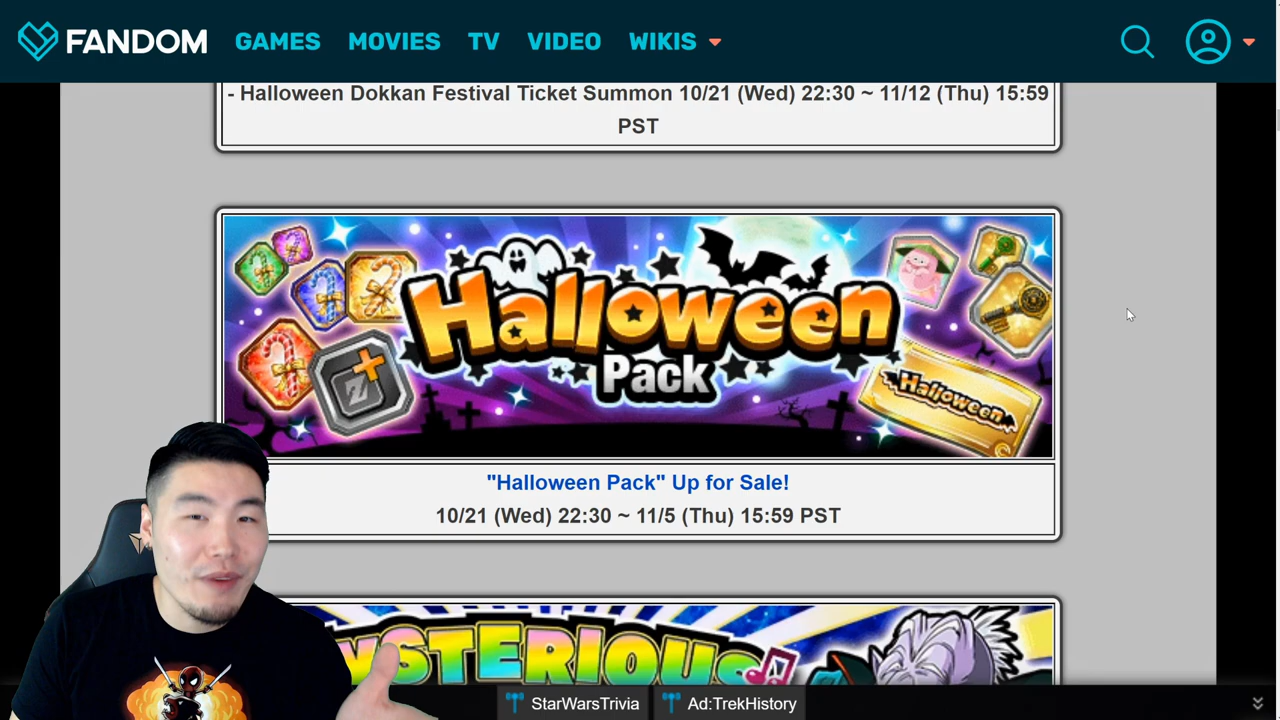 FANDOM GAMES MOVIES TV VIDEO WIKIS
- Halloween Dokkan Festival Ticket Summon 10/21 (Wed) 22:30 ~ 11/12 (Thu) 15:59
PST
Halloween
Pack
Z
Halloween
"Halloween Pack" Up for Sale!
10/21 (Wed) 22:30 ~ 11/5 (Thu) 15:59 PST
MYSTERIOUS
StarWarsTrivia Ad:TrekHistory